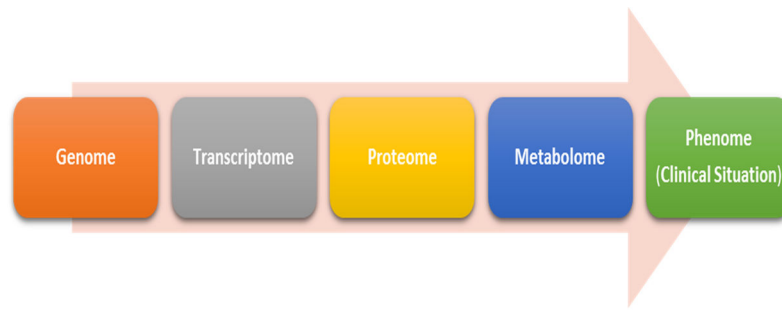 Genome
Transcriptome
Proteome
Metabolome
Phenome
(Clinical Situation)